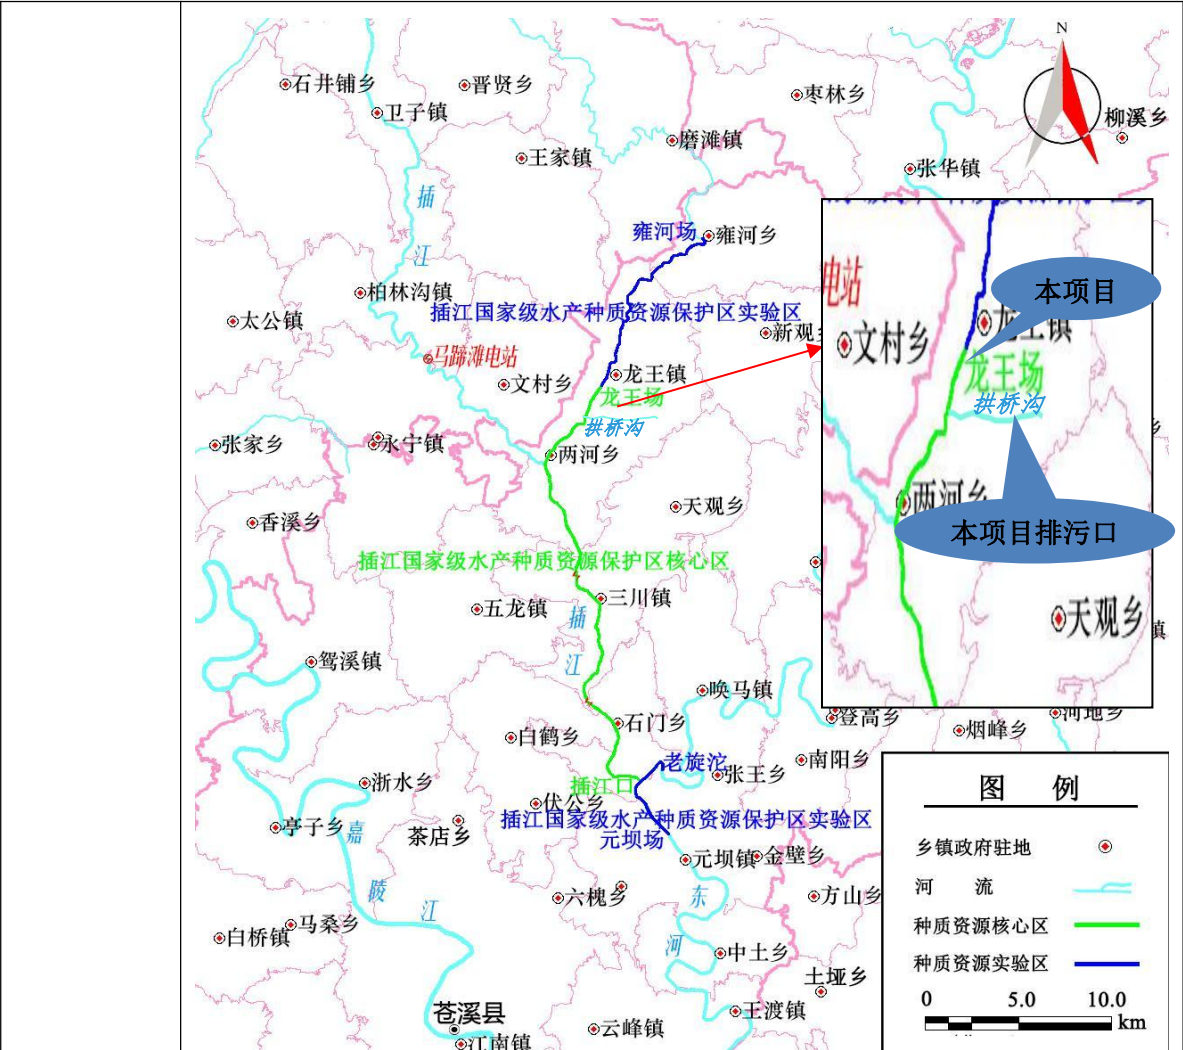 N
石井铺乡
晋贤乡
枣林乡
卫子镇
柳溪乡
磨滩镇
王家镇
张华镇
插
江
雍河场
雍河乡
柏林沟镇
插江国家级水产种质资源保护区实验区
太公镇
新观
马蹄滩电站
文村乡
龙王镇
龙王场
拱桥沟
张家乡
永宁镇
两河乡
香溪乡
天观乡
插江国家级水产种质资源保护区核心区
五龙镇
三川镇
插
江
鸳溪镇
唤马镇
白鹤乡
石门乡
登高乡
河地乡
烟峰乡
老旋沱
张王乡
南阳乡
浙水乡
插江口
伏公乡
亭子乡
嘉
陵
江
茶店乡
插江国家级水产种质资源保护区实验区
元坝场
元坝镇
金壁乡
六槐乡
东
河
方山乡
马桑乡
白桥镇
中土乡
土垭乡
苍溪县
王渡镇
云峰镇
江南镇
电站
文村乡
本项目
龙王镇
龙王场
拱桥沟
两河乡
本项目排污口
天观乡
镇
图 例
乡镇政府驻地
河 流
种质资源核心区
种质资源实验区
0 5.0 10.0
km